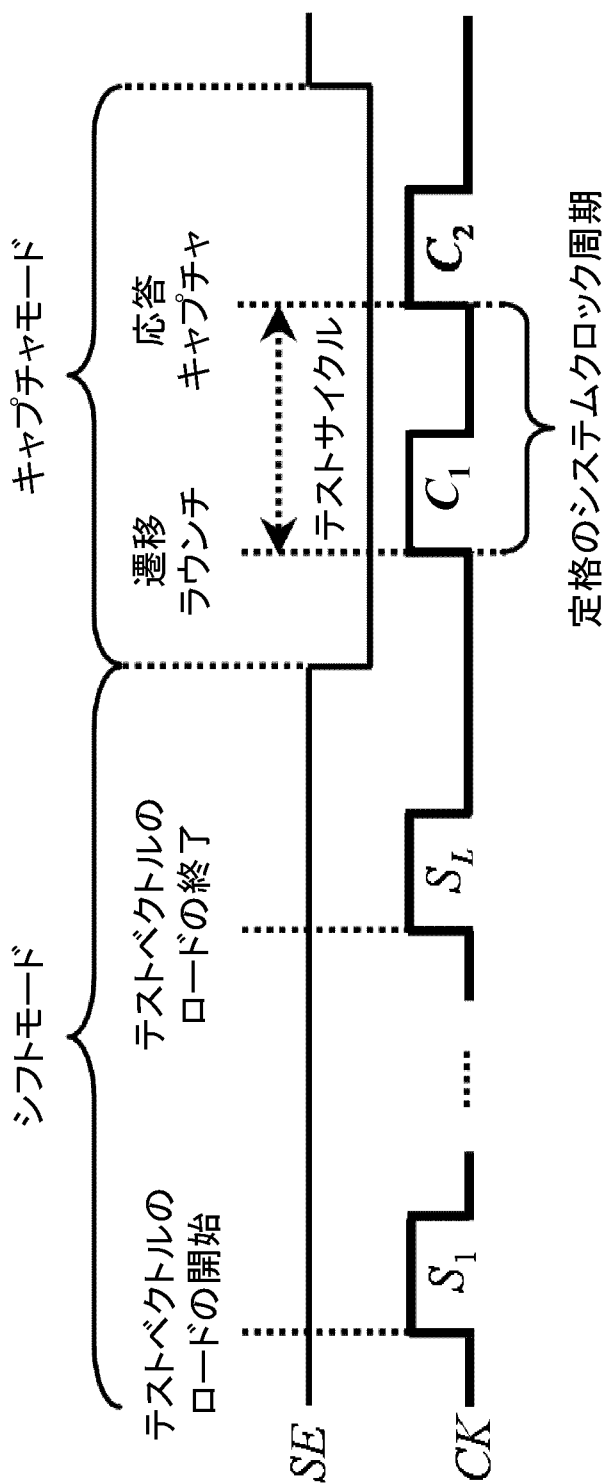 シフトモード
キャプチャモード
テストベクトルの
ロードの開始
テストベクトルの
ロードの終了
遷移
ラウンチ
応答
キャプチャ
SE
テストサイクル
CK
S1
SL
C1
C2
定格のシステムクロック周期